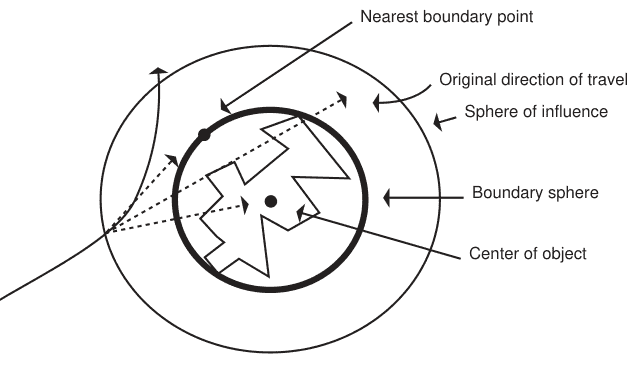 Nearest boundary point
Original direction of travel
Sphere of influence
Boundary sphere
Center of object